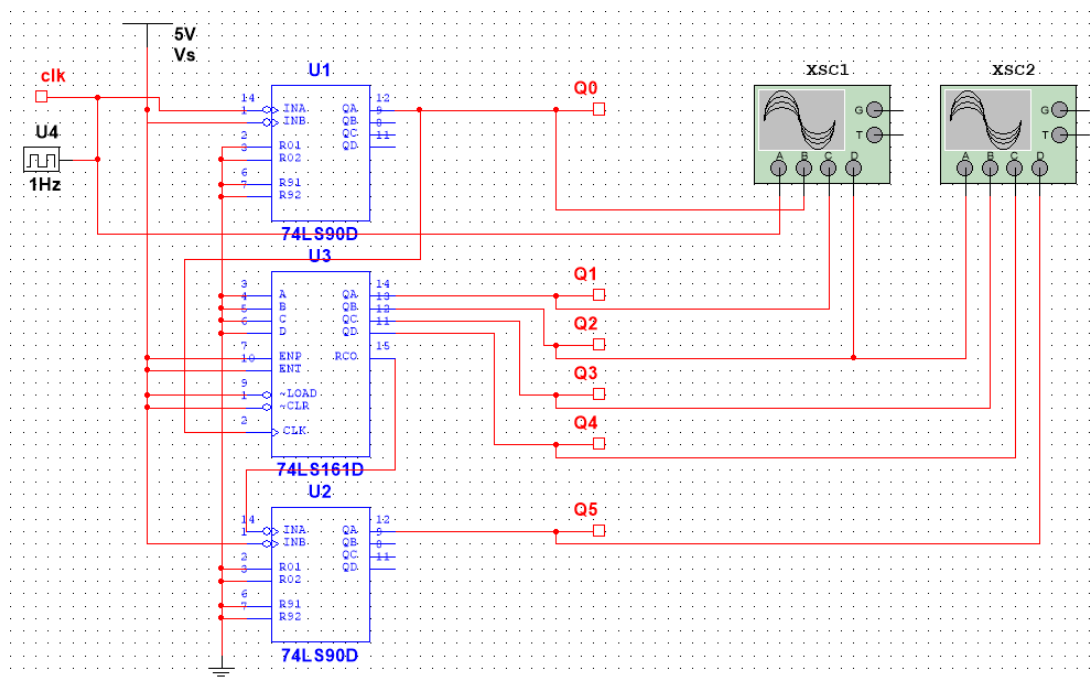 5V
Vs
clk
U4
1Hz
U1
14
1
2
3
6
7
INA
INB
R01
R02
R91
R92
QA
QB
QC
QD
12
9
8
11
74LS90D
U3
3
4
5
6
7
10
9
1
2
A
B
C
D
ENP
ENT
~LOAD
~CLR
CLK
QA
QB
QC
QD
RCO
14
13
12
11
15
74LS161D
U2
14
1
2
3
6
7
INA
INB
R01
R02
R91
R92
QA
QB
QC
QD
12
9
8
11
74LS90D
Q0
Q1
Q2
Q3
Q4
Q5
XSC1
G
T
A
B
C
D
XSC2
G
T
A
B
C
D